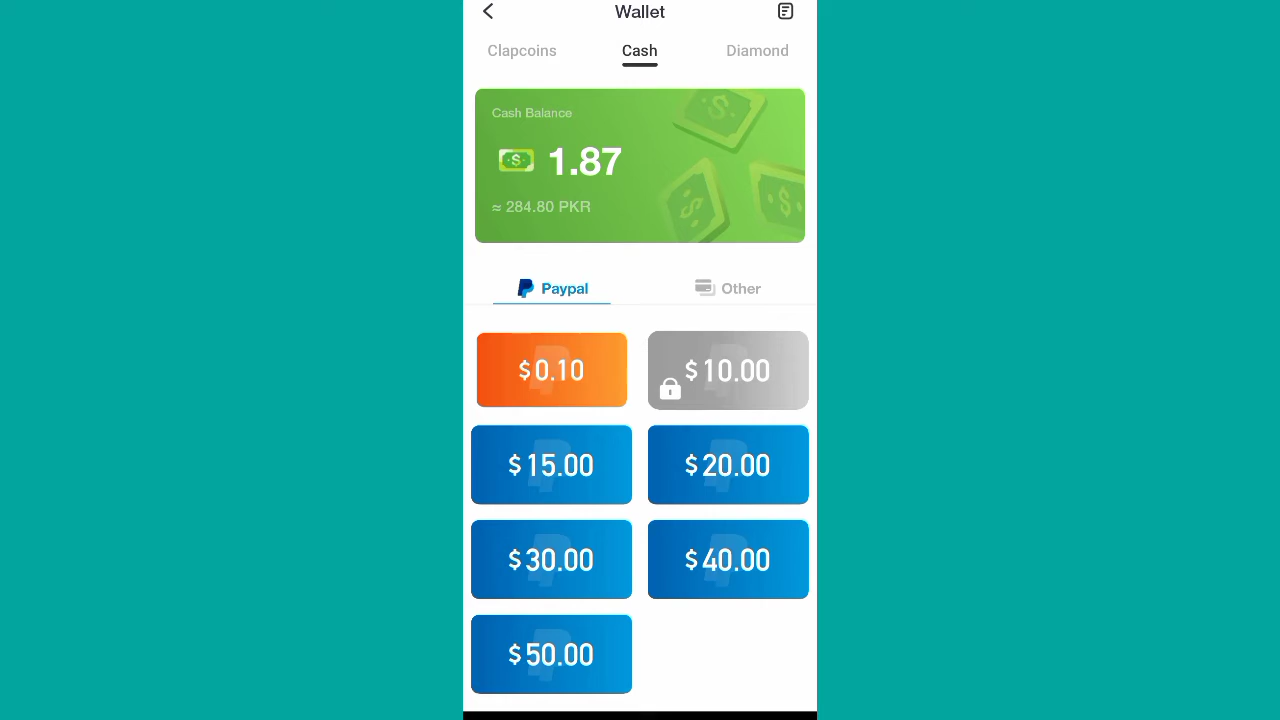 Wallet
Clapcoins Cash Diamond
Cash Balance
1.87
≈ 284.80 PKR
Paypal Other
$0.10 $10.00
$15.00 $20.00
$30.00 $40.00
$50.00